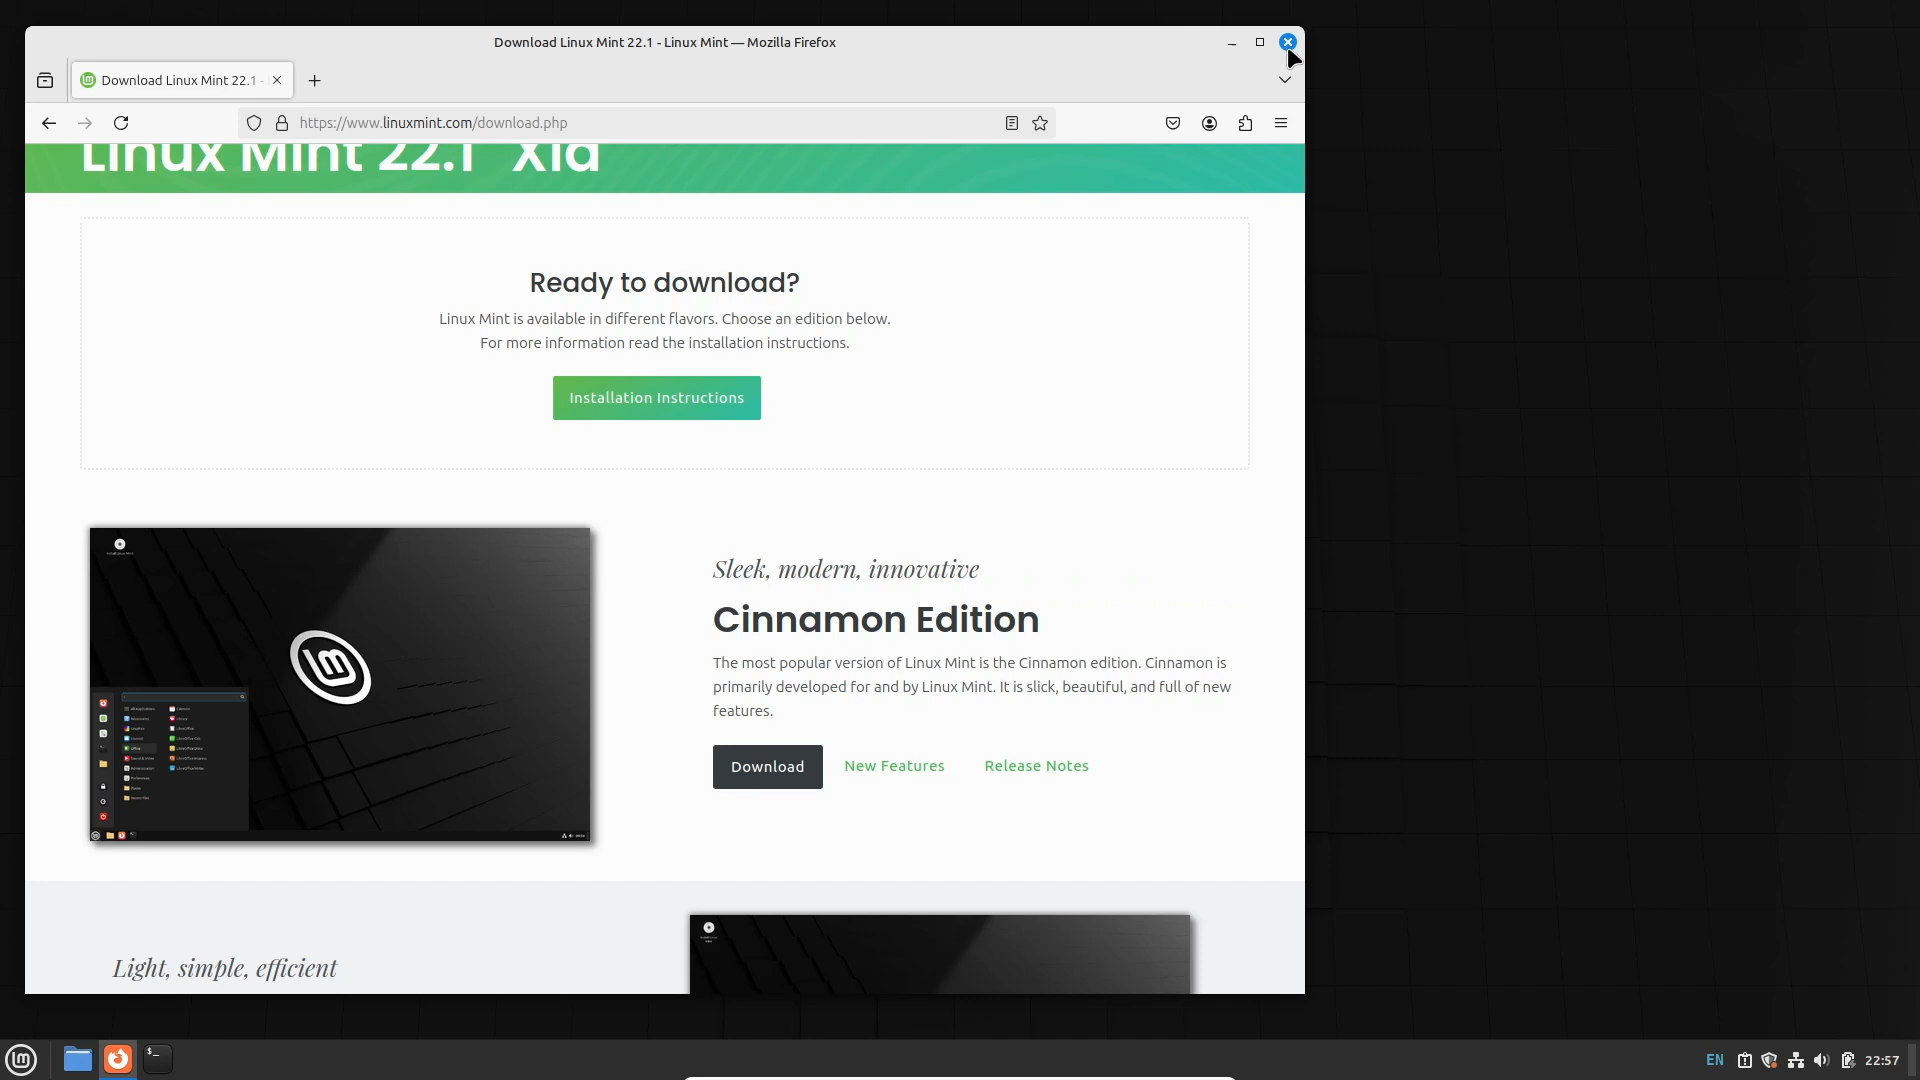 Download Linux Mint 22.1 - Linux Mint — Mozilla Firefox
Download Linux Mint 22.1 -
https://www.linuxmint.com/download.php
Linux Mint 22.1 "Xia"
Ready to download?
Linux Mint is available in different flavors. Choose an edition below.
For more information read the installation instructions.
Installation Instructions
Sleek, modern, innovative
Cinnamon Edition
The most popular version of Linux Mint is the Cinnamon edition. Cinnamon is
primarily developed for and by Linux Mint. It is slick, beautiful, and full of new
features.
Download
New Features
Release Notes
Light, simple, efficient
EN
22:57